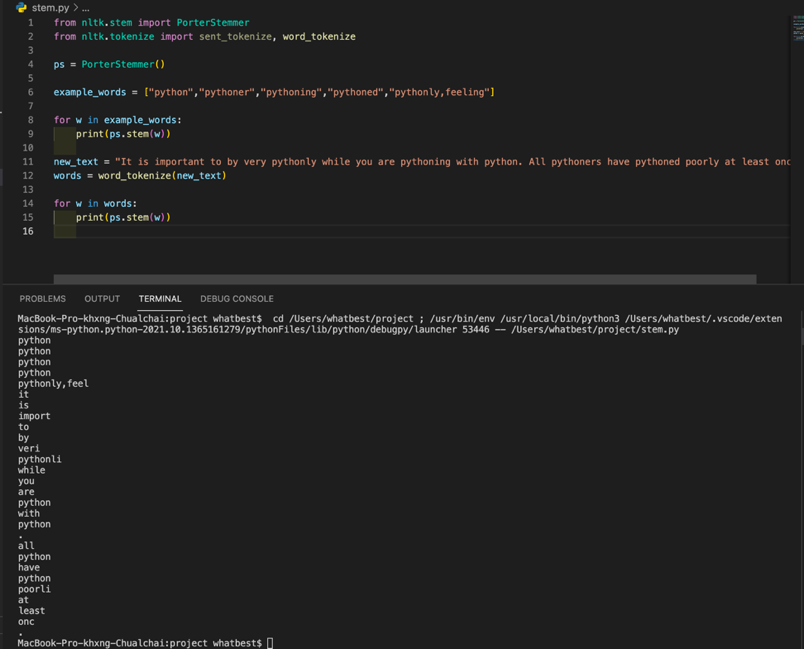 stem.py > ...
1 from nltk.stem import PorterStemmer
2 from nltk.tokenize import sent_tokenize, word_tokenize
3
4 ps = PorterStemmer()
5
6 example_words = ["python","pythoner","pythoning","pythoned","pythonly,feeling"]
7
8 for w in example_words:
9     print(ps.stem(w))
10
11 new_text = "It is important to by very pythonly while you are pythoning with python. All pythoners have pythoned poorly at least onc
12 words = word_tokenize(new_text)
13
14 for w in words:
15     print(ps.stem(w))
16
PROBLEMS OUTPUT TERMINAL DEBUG CONSOLE
MacBook-Pro-khxng-Chualchai:project whatbest$  cd /Users/whatbest/project ; /usr/bin/env /usr/local/bin/python3 /Users/whatbest/.vscode/exten
sions/ms-python.python-2021.10.1365161279/pythonFiles/lib/python/debugpy/launcher 53446 -- /Users/whatbest/project/stem.py
python
python
python
python
pythonly,feel
it
is
import
to
by
veri
pythonli
while
you
are
python
with
python
.
all
python
have
python
poorli
at
least
onc
.
MacBook-Pro-khxng-Chualchai:project whatbest$